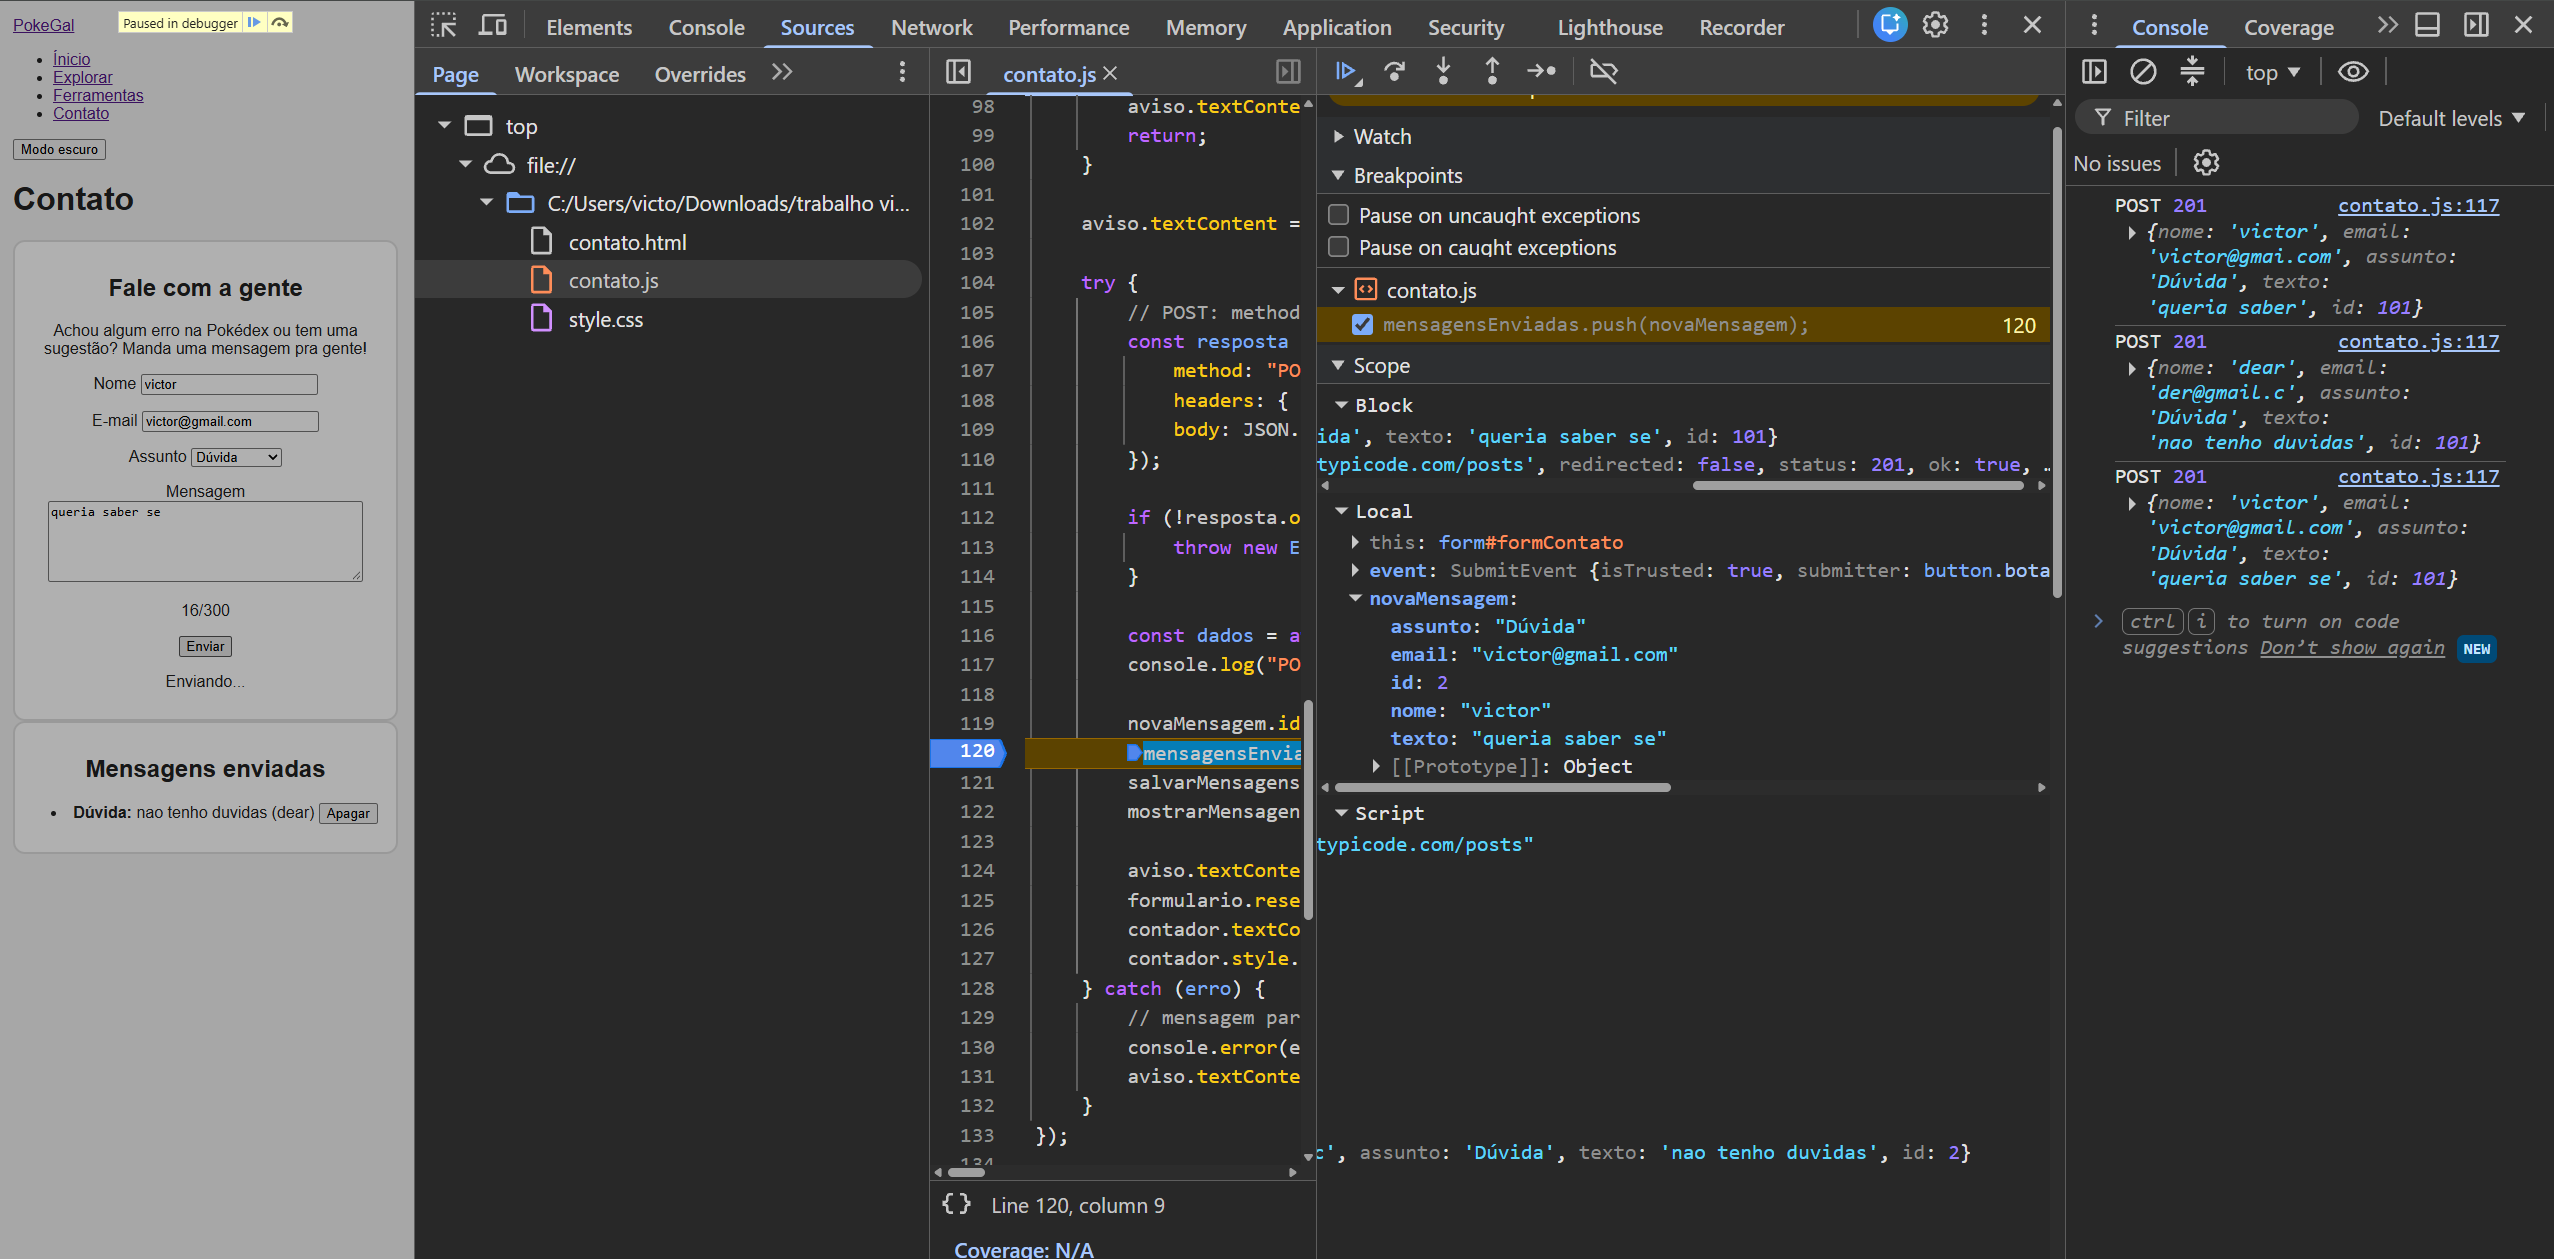 PokeGal
Paused in debugger
Ínicio
Explorar
Ferramentas
Contato
Modo escuro
Contato
Fale com a gente
Achou algum erro na Pokédex ou tem uma
sugestão? Manda uma mensagem pra gente!
Nome victor
E-mail victor@gmail.com
Assunto Dúvida
Mensagem
queria saber se
16/300
Enviar
Enviando...
Mensagens enviadas
Dúvida: nao tenho duvidas (dear) Apagar
Elements Console Sources Network Performance Memory Application Security Lighthouse Recorder
Page Workspace Overrides
top
file://
C:/Users/victo/Downloads/trabalho vi...
contato.html
contato.js
style.css
contato.js
98 aviso.textConte
99 return;
100 }
101
102 aviso.textContent =
103
104 try {
105 // POST: method
106 const resposta
107 method: "PO
108 headers: {
109 body: JSON.
110 });
111
112 if (!resposta.o
113 throw new E
114 }
115
116 const dados = a
117 console.log("PO
118
119 novaMensagem.id
120 mensagensEnvia
121 salvarMensagens
122 mostrarMensagen
123
124 aviso.textConte
125 formulario.rese
126 contador.textCo
127 contador.style.
128 } catch (erro) {
129 // mensagem par
130 console.error(e
131 aviso.textConte
132 }
133 });
134
{} Line 120, column 9
Coverage: N/A
Watch
Breakpoints
Pause on uncaught exceptions
Pause on caught exceptions
contato.js
mensagensEnviadas.push(novaMensagem); 120
Scope
Block
ida', texto: 'queria saber se', id: 101}
typicode.com/posts', redirected: false, status: 201, ok: true, …
Local
this: form#formContato
event: SubmitEvent {isTrusted: true, submitter: button.bota
novaMensagem:
assunto: "Dúvida"
email: "victor@gmail.com"
id: 2
nome: "victor"
texto: "queria saber se"
[[Prototype]]: Object
Script
typicode.com/posts"
c', assunto: 'Dúvida', texto: 'nao tenho duvidas', id: 2}
Console Coverage
top
Filter Default levels
No issues
POST 201 contato.js:117
{nome: 'victor', email:
'victor@gmai.com', assunto:
'Dúvida', texto:
'queria saber', id: 101}
POST 201 contato.js:117
{nome: 'dear', email:
'der@gmail.c', assunto:
'Dúvida', texto:
'nao tenho duvidas', id: 101}
POST 201 contato.js:117
{nome: 'victor', email:
'victor@gmail.com', assunto:
'Dúvida', texto:
'queria saber se', id: 101}
ctrl i to turn on code
suggestions Don't show again NEW